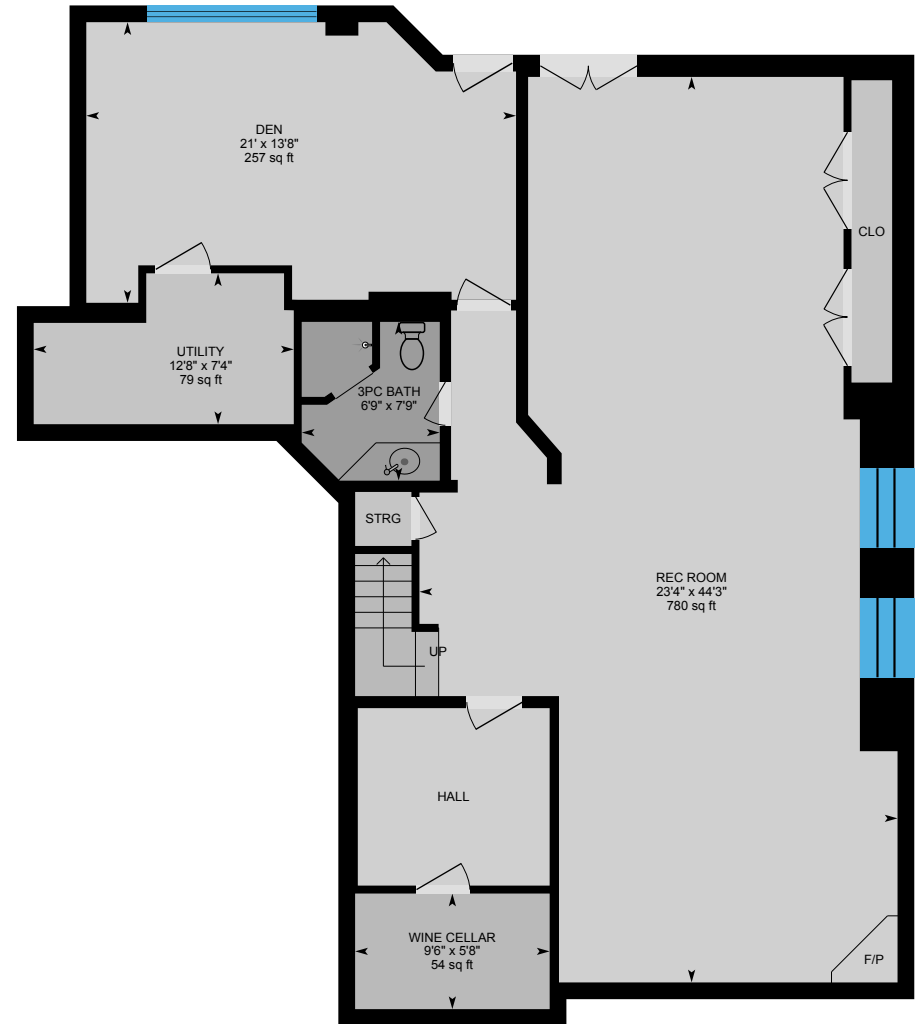 DEN
21' x 13'8"
257 sq ft
CLO
UTILITY
12'8" x 7'4"
79 sq ft
3PC BATH
6'9" x 7'9"
STRG
REC ROOM
23'4" x 44'3"
780 sq ft
UP
HALL
WINE CELLAR
9'6" x 5'8"
54 sq ft
F/P